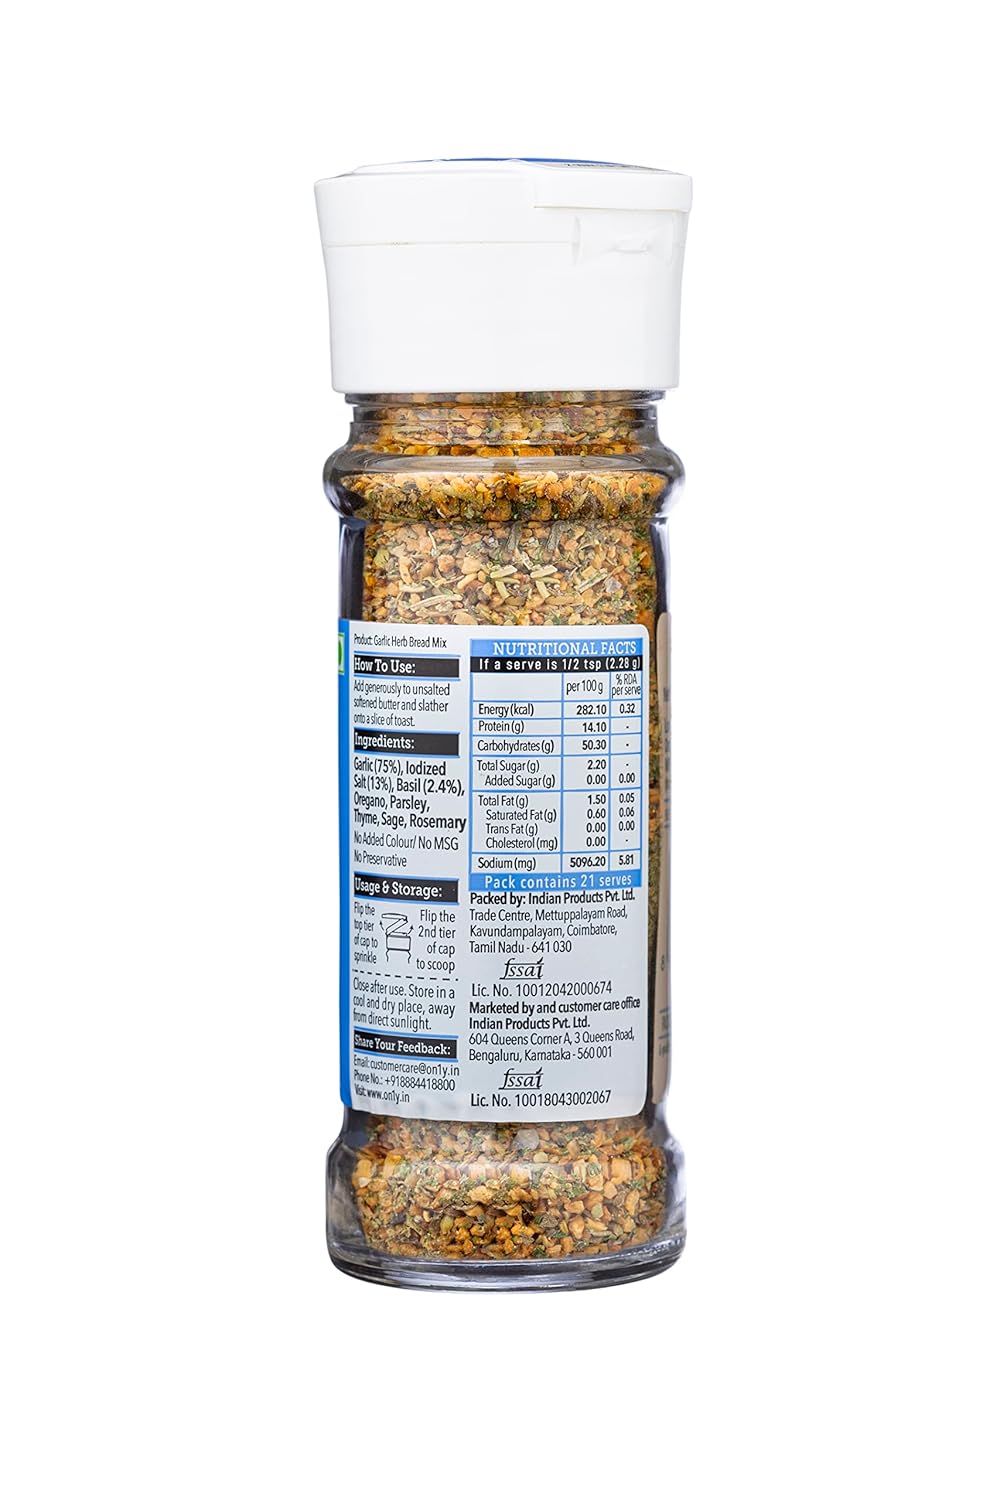 Product: Garlic Herb Bread Mix
How To Use:
Add generously to unsalted
softened butter and slather
onto a slice of toast.
Ingredients:
Garlic (75%), Iodized
Salt (13%), Basil (2.4%),
Oregano, Parsley,
Thyme, Sage, Rosemary
No Added Colour/ No MSG
No Preservative
Usage & Storage:
Flip the
top tier
of cap to
sprinkle
Flip the
2nd tier
of cap
to scoop
Close after use. Store in a
cool and dry place, away
from direct sunlight.
Share Your Feedback:
Email: customercare@on1y.in
Phone No.: +918884418800
Visit: www.on1y.in
NUTRITIONAL FACTS
If a serve is 1/2 tsp (2.28 g)
per 100 g % RDA per serve
Energy (kcal) 282.10 0.32
Protein (g) 14.10 -
Carbohydrates (g) 50.30 -
Total Sugar (g) 2.20 -
Added Sugar (g) 0.00 0.00
Total Fat (g) 1.50 0.05
Saturated Fat (g) 0.60 0.06
Trans Fat (g) 0.00 0.00
Cholesterol (mg) 0.00 -
Sodium (mg) 5096.20 5.81
Pack contains 21 serves
Packed by: Indian Products Pvt. Ltd.
Trade Centre, Mettuppalayam Road,
Kavundampalayam, Coimbatore,
Tamil Nadu - 641 030
fssai
Lic. No. 10012042000674
Marketed by and customer care office
Indian Products Pvt. Ltd.
604 Queens Corner A, 3 Queens Road,
Bengaluru, Karnataka - 560 001
fssai
Lic. No. 10018043002067